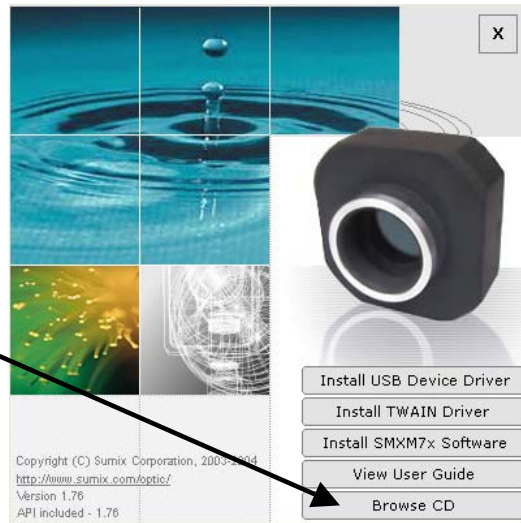 X
Install USB Device Driver
Install TWAIN Driver
Install SMXM7x Software
View User Guide
Browse CD
Copyright (C) Sumix Corporation, 2003-2004
http://www.sumix.com/optic/
Version 1.76
API included - 1.76